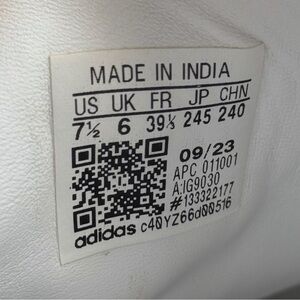 MADE IN INDIA
US UK FR JP CHN
7½ 6 39⅓ 245 240
09/23
APC 011001
A:IG9030
#133322177
adidas c40YZ66d00516